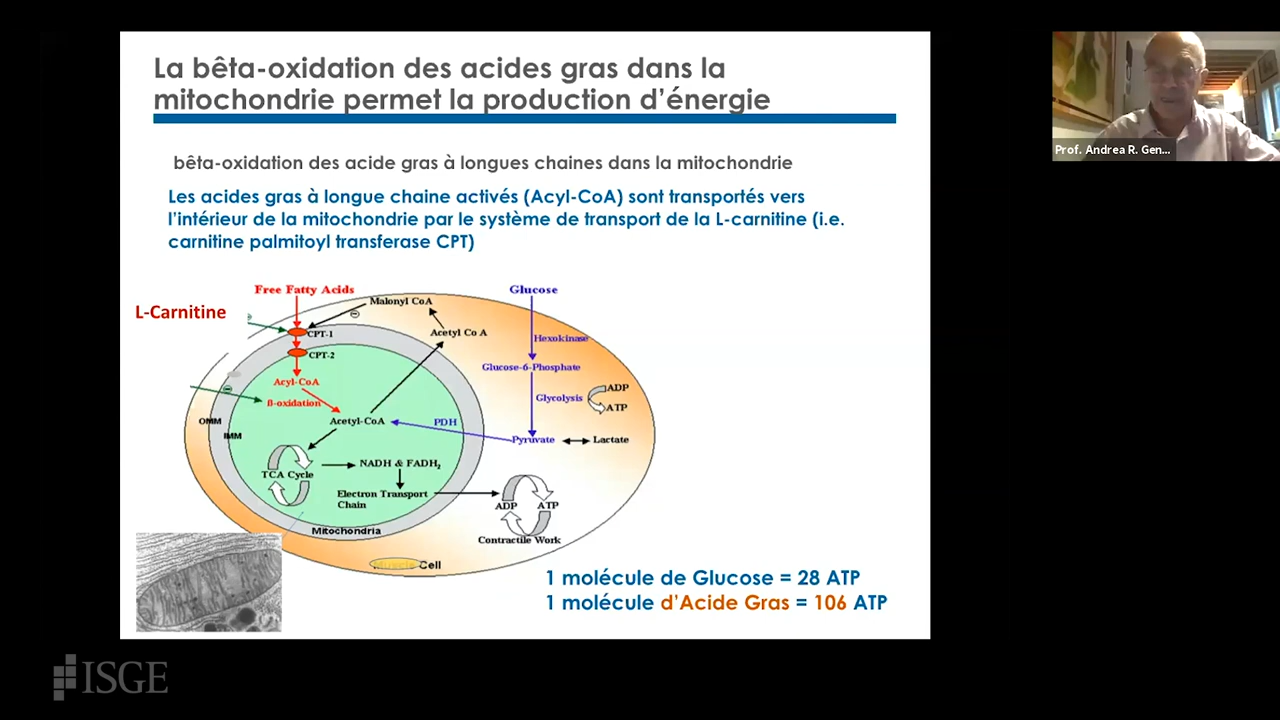 La bêta-oxidation des acides gras dans la
mitochondrie permet la production d'énergie
bêta-oxidation des acide gras à longues chaines dans la mitochondrie
Les acides gras à longue chaine activés (Acyl-CoA) sont transportés vers
l'intérieur de la mitochondrie par le système de transport de la L-carnitine (i.e.
carnitine palmitoyl transferase CPT)
L-Carnitine
Free Fatty Acids
Malonyl CoA
Glucose
CPT-1
Acetyl Co A
Hexokinase
CPT-2
Glucose-6-Phosphate
Acyl-CoA
ß-oxidation
Glycolysis
ADP
ATP
OMM
IMM
Acetyl-CoA
PDH
Pyruvate
Lactate
TCA Cycle
NADH & FADH2
Electron Transport
Chain
ADP
ATP
Mitochondria
Contractile Work
Muscle Cell
1 molécule de Glucose = 28 ATP
1 molécule d'Acide Gras = 106 ATP
Prof. Andrea R. Gen...
ISGE